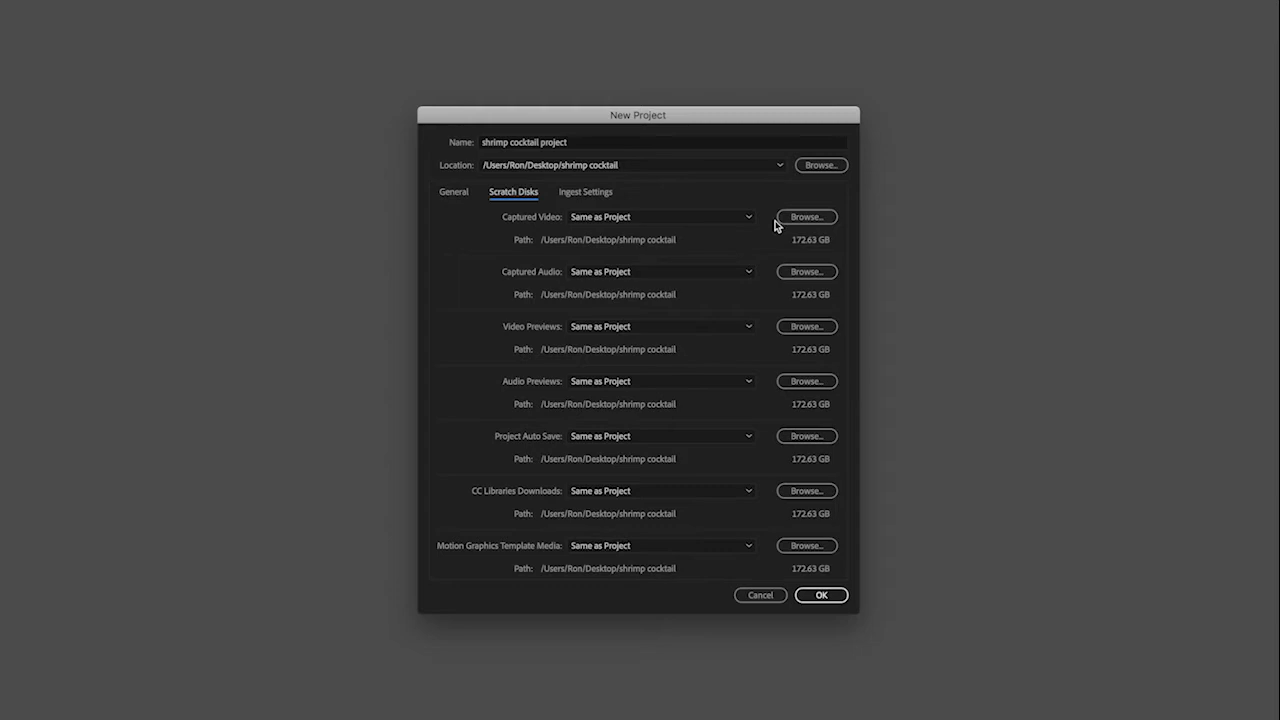 New Project
Name: shrimp cocktail project
Location: /Users/Ron/Desktop/shrimp cocktail Browse...
General Scratch Disks Ingest Settings
Captured Video: Same as Project Browse...
Path: /Users/Ron/Desktop/shrimp cocktail 172.63 GB
Captured Audio: Same as Project Browse...
Path: /Users/Ron/Desktop/shrimp cocktail 172.63 GB
Video Previews: Same as Project Browse...
Path: /Users/Ron/Desktop/shrimp cocktail 172.63 GB
Audio Previews: Same as Project Browse...
Path: /Users/Ron/Desktop/shrimp cocktail 172.63 GB
Project Auto Save: Same as Project Browse...
Path: /Users/Ron/Desktop/shrimp cocktail 172.63 GB
CC Libraries Downloads: Same as Project Browse...
Path: /Users/Ron/Desktop/shrimp cocktail 172.63 GB
Motion Graphics Template Media: Same as Project Browse...
Path: /Users/Ron/Desktop/shrimp cocktail 172.63 GB
Cancel OK